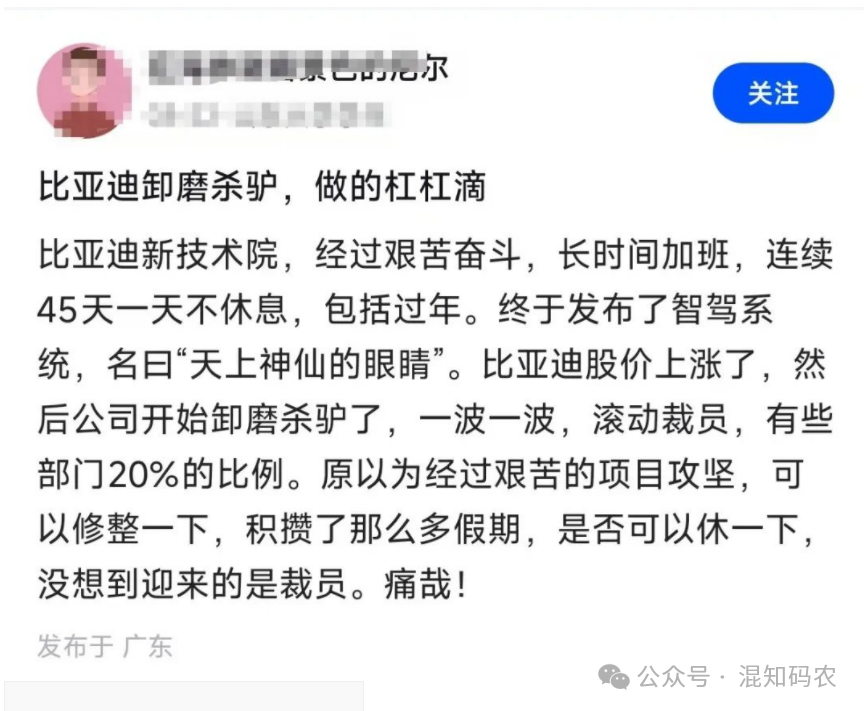 景色的尼尔
关注
比亚迪卸磨杀驴，做的杠杠滴
比亚迪新技术院，经过艰苦奋斗，长时间加班，连续
45天一天不休息，包括过年。终于发布了智驾系
统，名曰“天上神仙的眼睛”。比亚迪股价上涨了，然
后公司开始卸磨杀驴了，一波一波，滚动裁员，有些
部门20%的比例。原以为经过艰苦的项目攻坚，可
以修整一下，积攒了那么多假期，是否可以休一下，
没想到迎来的是裁员。痛哉！
发布于 广东
公众号 · 混知码农